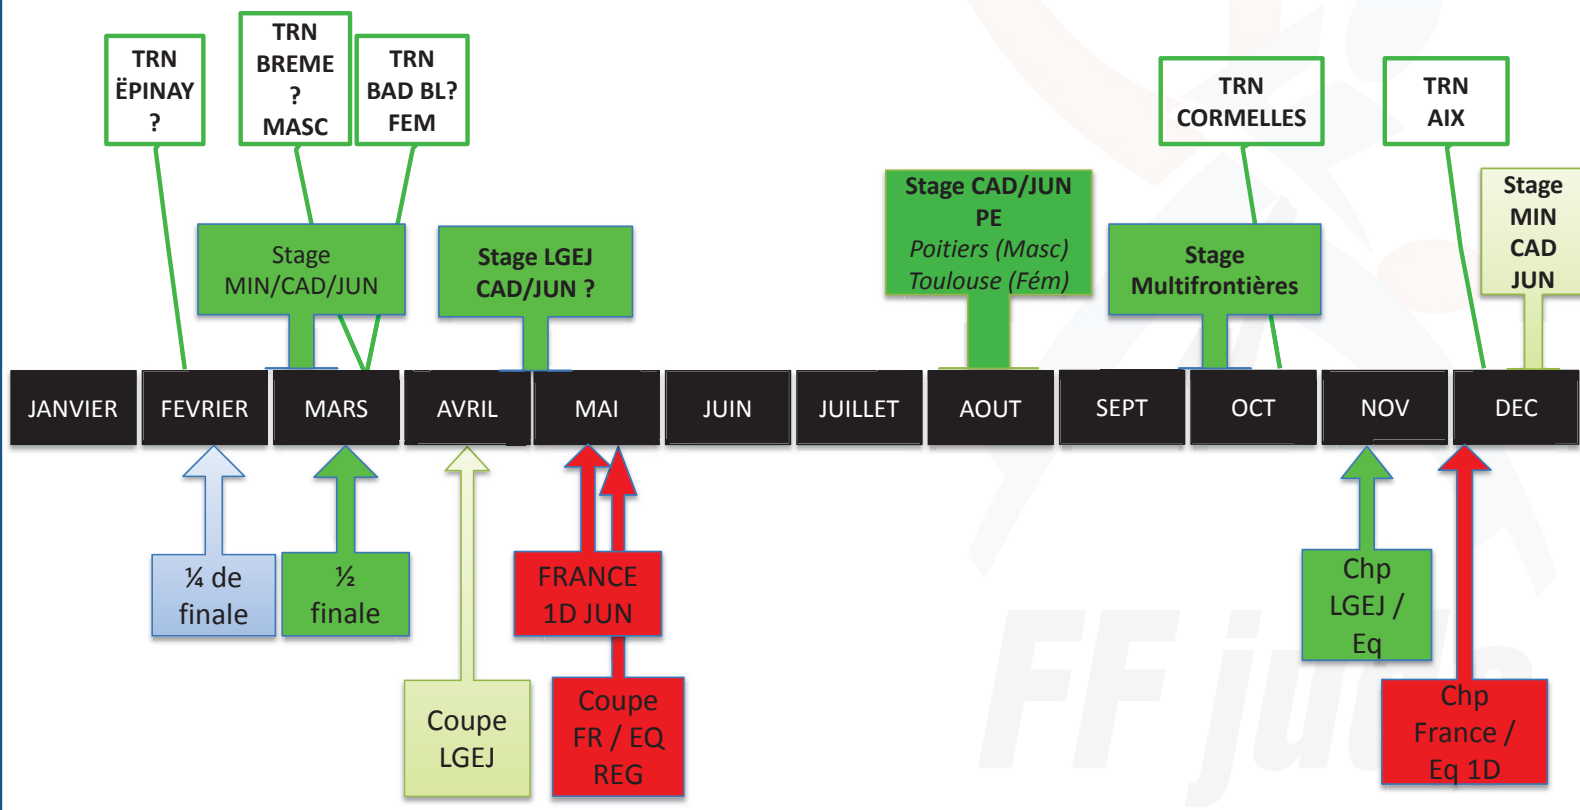 TRN
ËPINAY
?
TRN
BREME
?
MASC
TRN
BAD BL?
FEM
TRN
CORMELLES
TRN
AIX
Stage
MIN/CAD/JUN
Stage LGEJ
CAD/JUN ?
Stage CAD/JUN
PE
Poitiers (Masc)
Toulouse (Fém)
Stage
Multifrontières
Stage
MIN
CAD
JUN
JANVIER
FEVRIER
MARS
AVRIL
MAI
JUIN
JUILLET
AOUT
SEPT
OCT
NOV
DEC
¼ de
finale
½
finale
Coupe
LGEJ
FRANCE
1D JUN
Coupe
FR / EQ
REG
Chp
LGEJ /
Eq
Chp
France /
Eq 1D
FF judo